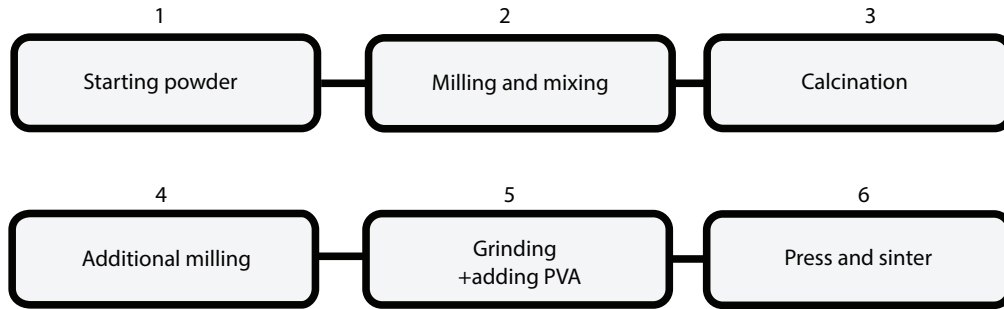 1
2
3
Starting powder
Milling and mixing
Calcination
4
5
6
Additional milling
Grinding
+adding PVA
Press and sinter